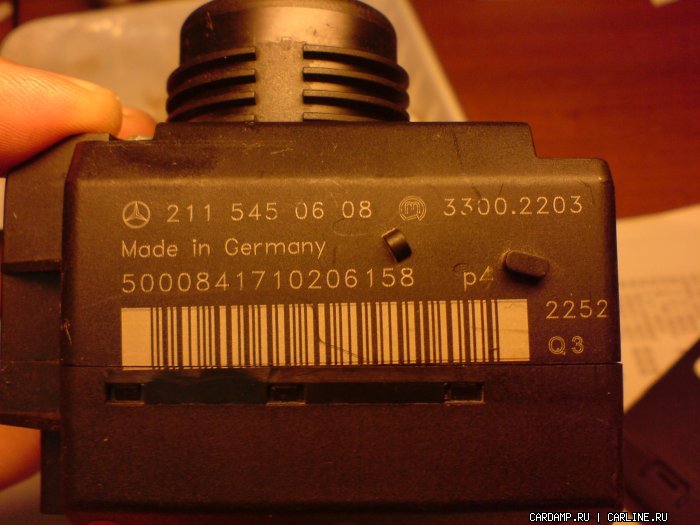 211 545 06 08 3300.2203
Made in Germany
5000841710206158 p4
2252
Q3
CARDAMP.RU | CARLINE.RU